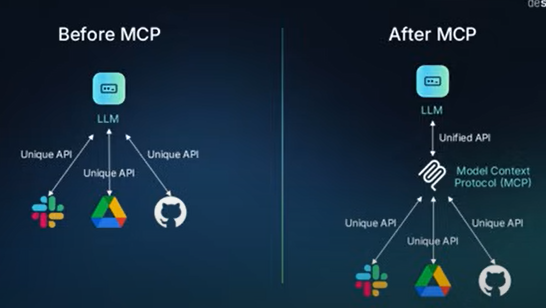 Before MCP
LLM
Unique API
Unique API
Unique API
After MCP
LLM
Unified API
Model Context
Protocol (MCP)
Unique API
Unique API
Unique API